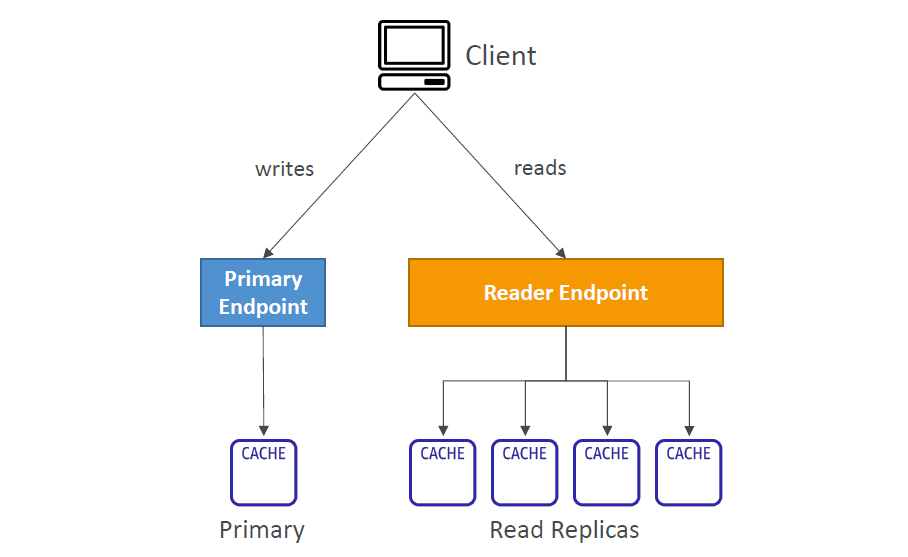 Client
writes
reads
Primary
Endpoint
Reader Endpoint
CACHE
CACHE
CACHE
CACHE
CACHE
Primary
Read Replicas